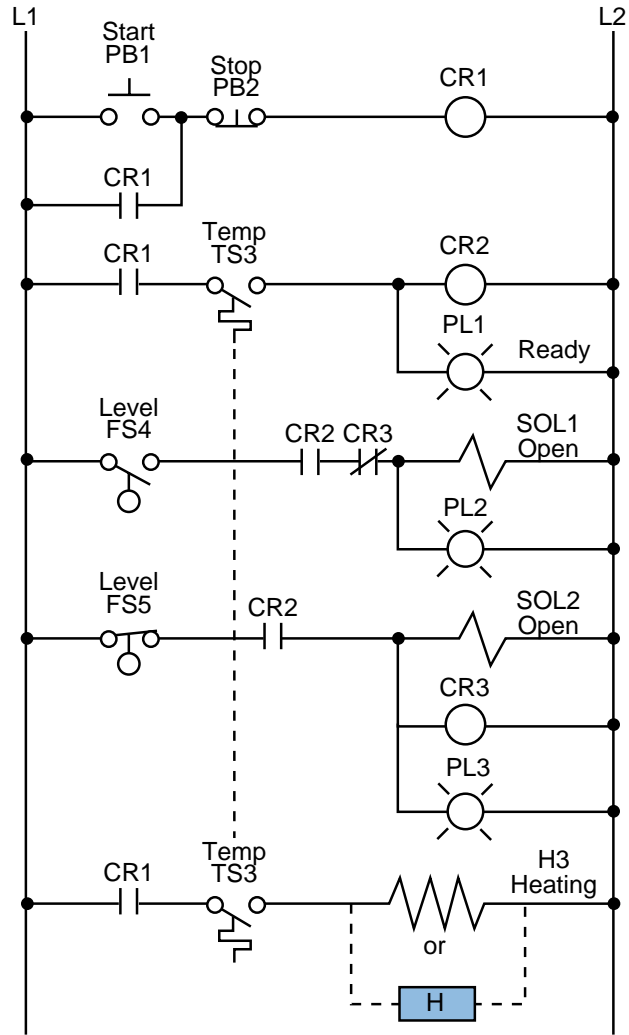 L1
L2
Start
PB1
Stop
PB2
CR1
CR1
CR1
Temp
TS3
CR2
PL1
Ready
Level
FS4
CR2
CR3
SOL1
Open
PL2
Level
FS5
CR2
SOL2
Open
CR3
PL3
CR1
Temp
TS3
H3
Heating
or
H